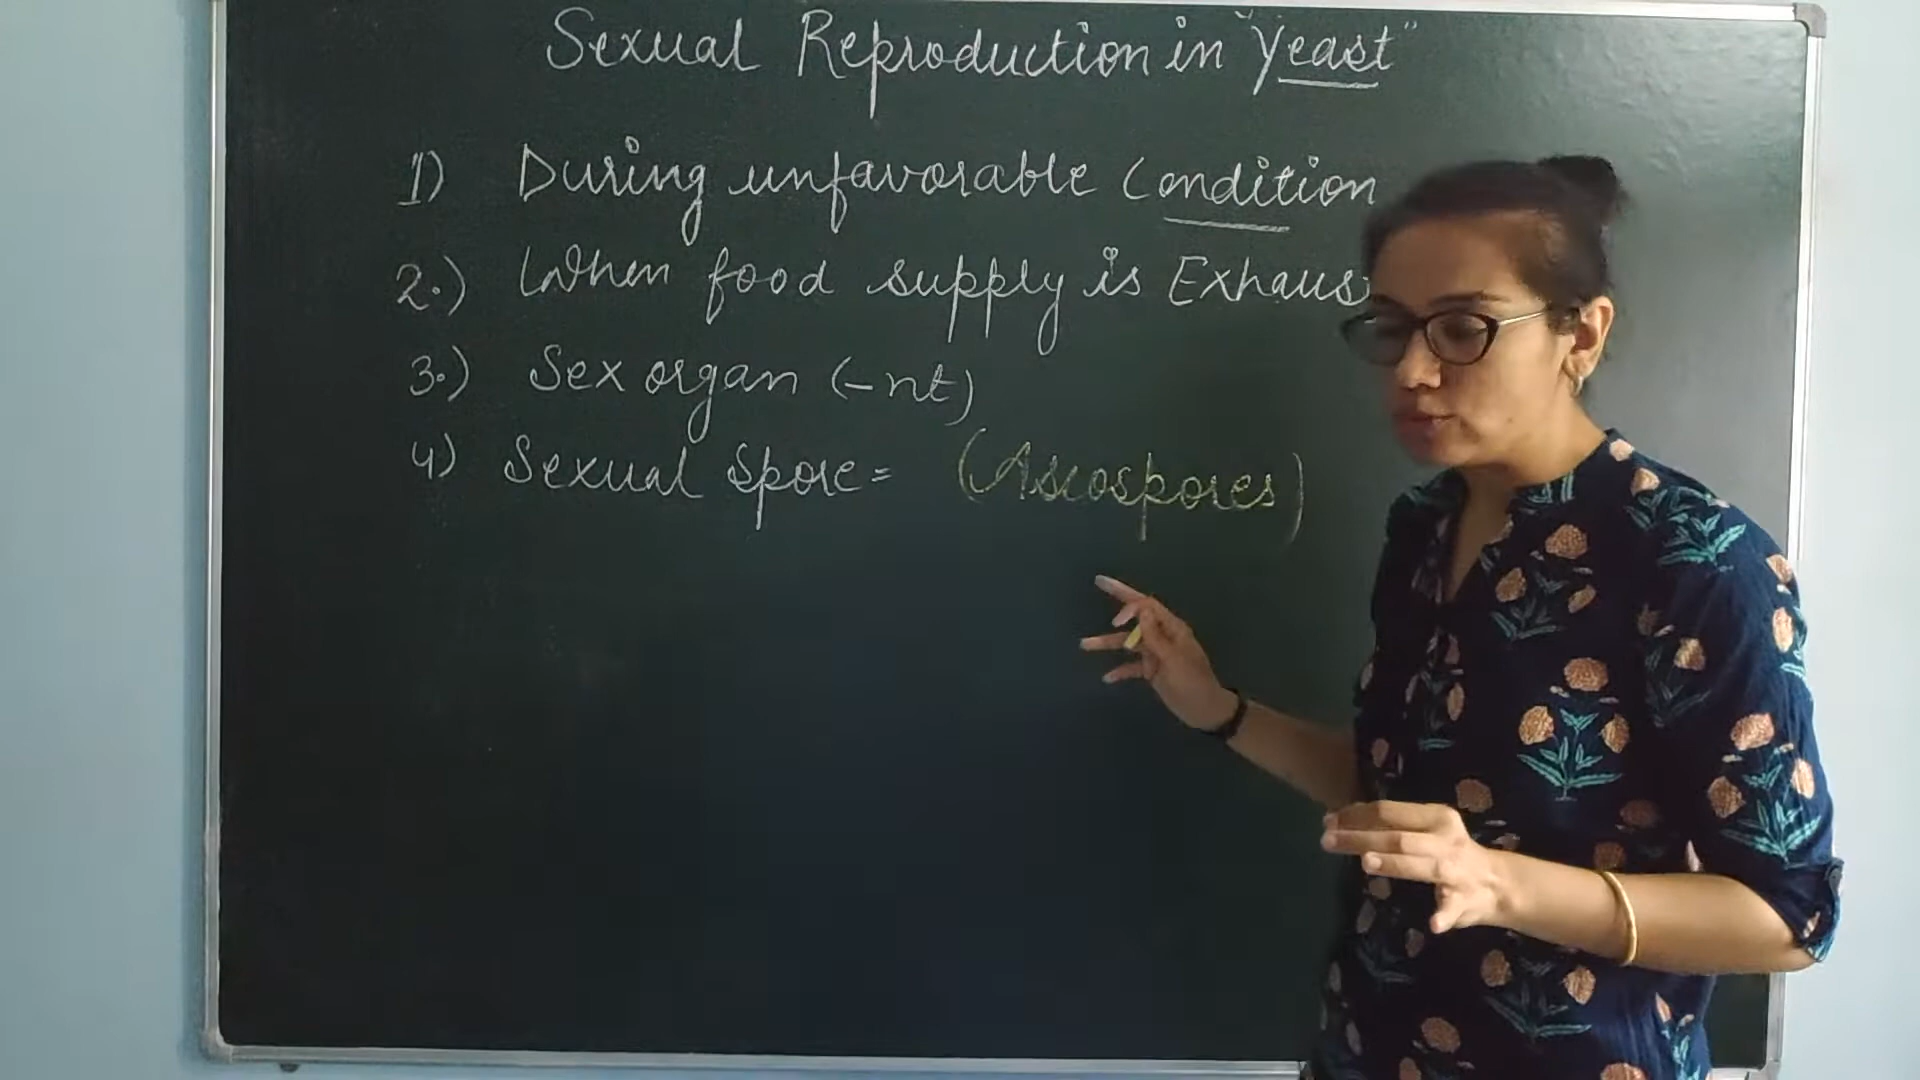 Sexual Reproduction in "Yeast"
1) During unfavorable Condition
2.) When food supply is Exhaus
3.) Sex organ (-nt)
4) Sexual Spore = (Ascospores)